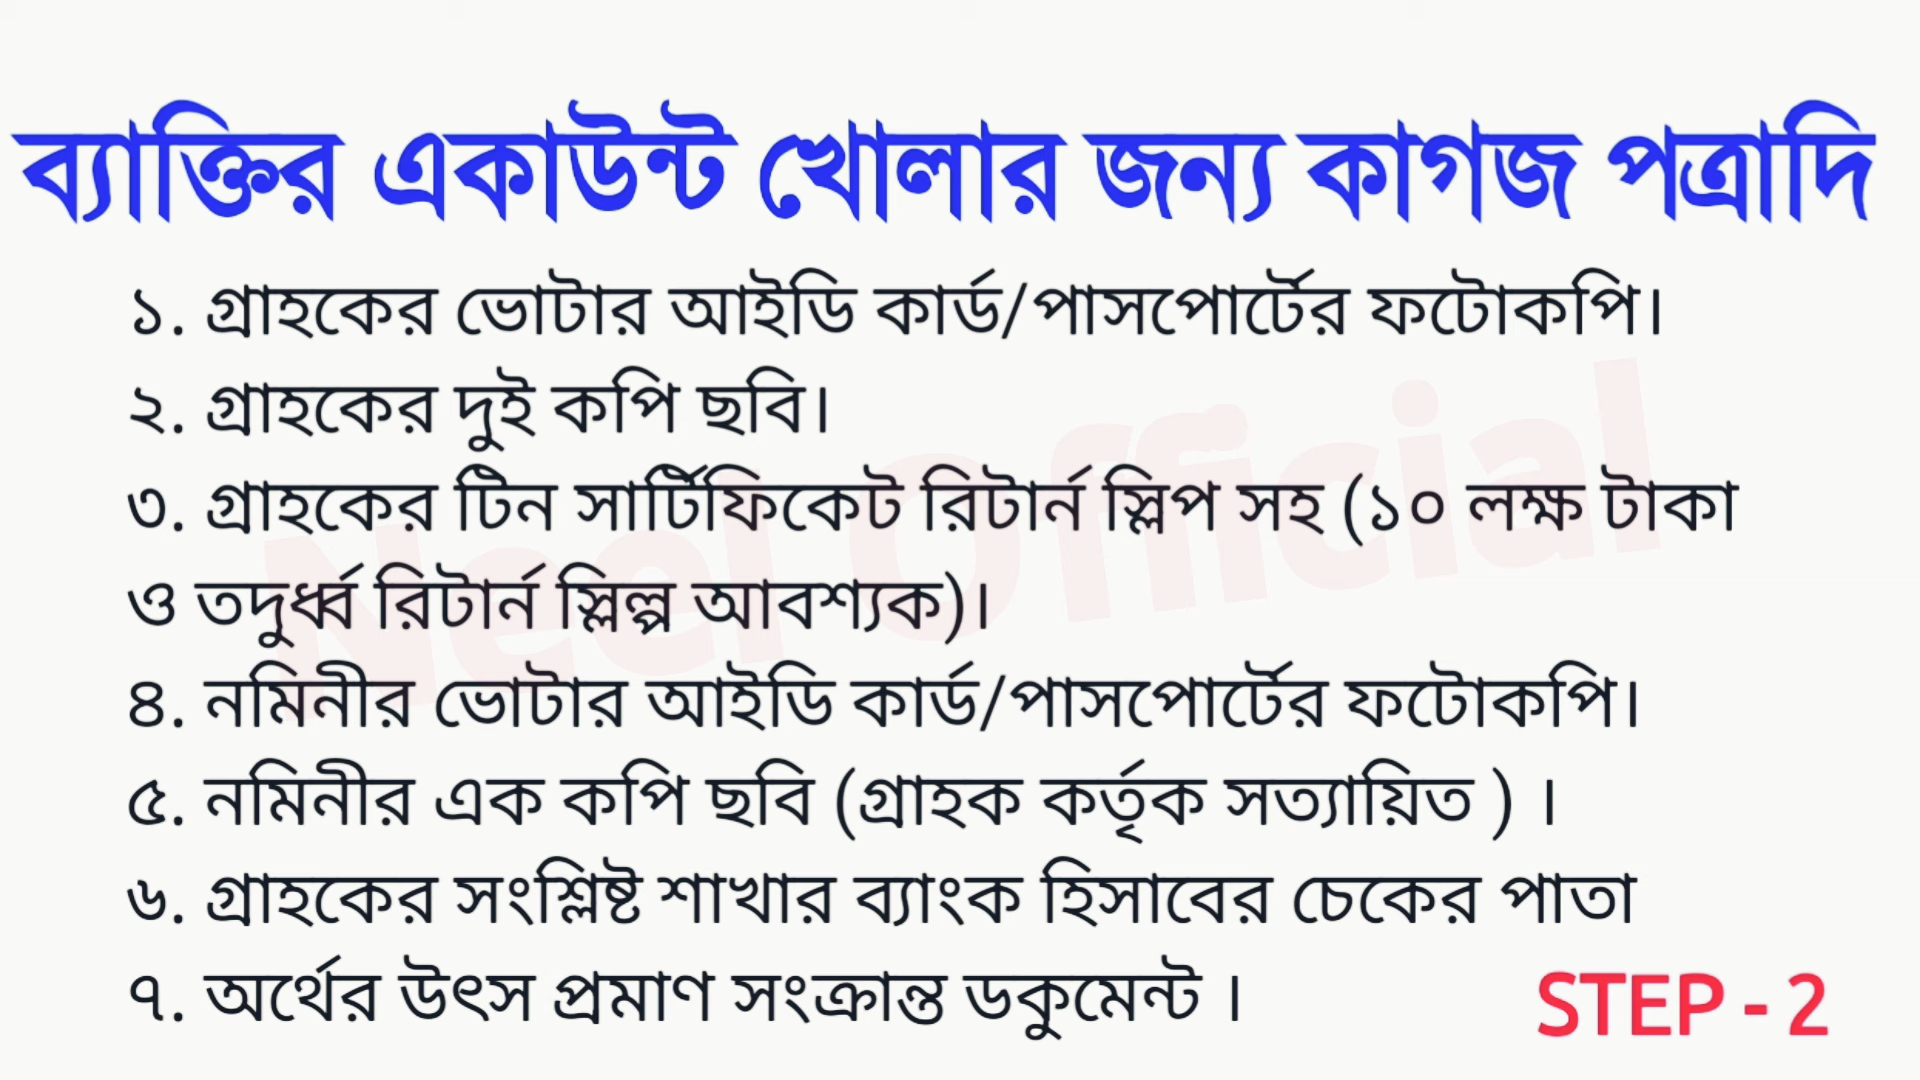 ব্যাক্তির একাউন্ট খোলার জন্য কাগজ পত্রাদি
১. গ্রাহকের ভোটার আইডি কার্ড/পাসপোর্টের ফটোকপি।
২. গ্রাহকের দুই কপি ছবি।
৩. গ্রাহকের টিন সার্টিফিকেট রিটার্ন স্লিপ সহ (১০ লক্ষ টাকা
ও তদুর্ধ্ব রিটার্ন স্লিল্প আবশ্যক)।
৪. নমিনীর ভোটার আইডি কার্ড/পাসপোর্টের ফটোকপি।
৫. নমিনীর এক কপি ছবি (গ্রাহক কর্তৃক সত্যায়িত ) ।
৬. গ্রাহকের সংশ্লিষ্ট শাখার ব্যাংক হিসাবের চেকের পাতা
৭. অর্থের উৎস প্রমাণ সংক্রান্ত ডকুমেন্ট ।
STEP - 2
Neel Official